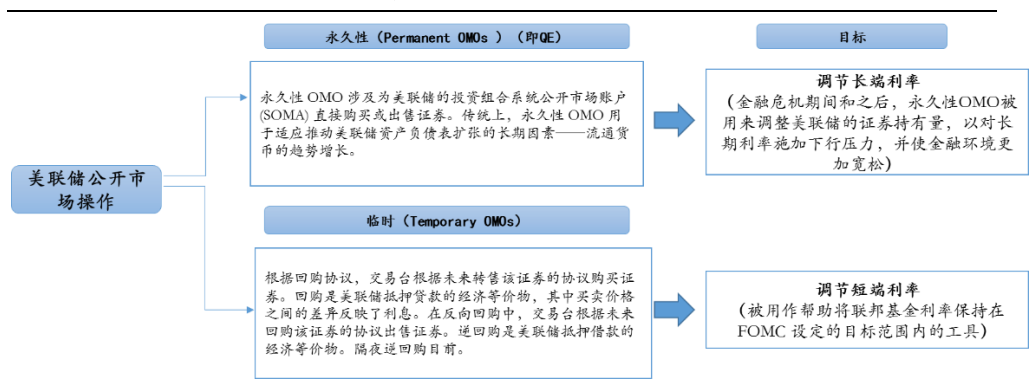 永久性（Permanent OMOs ）（即QE）
目标
永久性 OMO 涉及为美联储的投资组合系统公开市场账户
(SOMA) 直接购买或出售证券。传统上，永久性 OMO 用
于适应推动美联储资产负债表扩张的长期因素——流通货
币的趋势增长。
调节长端利率
（金融危机期间和之后，永久性OMO被
用来调整美联储的证券持有量，以对长
期利率施加下行压力，并使金融环境更
加宽松）
美联储公开市
场操作
临时（Temporary OMOs）
根据回购协议，交易台根据未来转售该证券的协议购买证
券。回购是美联储抵押贷款的经济等价物，其中买卖价格
之间的差异反映了利息。在反向回购中，交易台根据未来
回购该证券的协议出售证券。逆回购是美联储抵押借款的
经济等价物。隔夜逆回购目前。
调节短端利率
（被用作帮助将联邦基金利率保持在
FOMC 设定的目标范围内的工具）